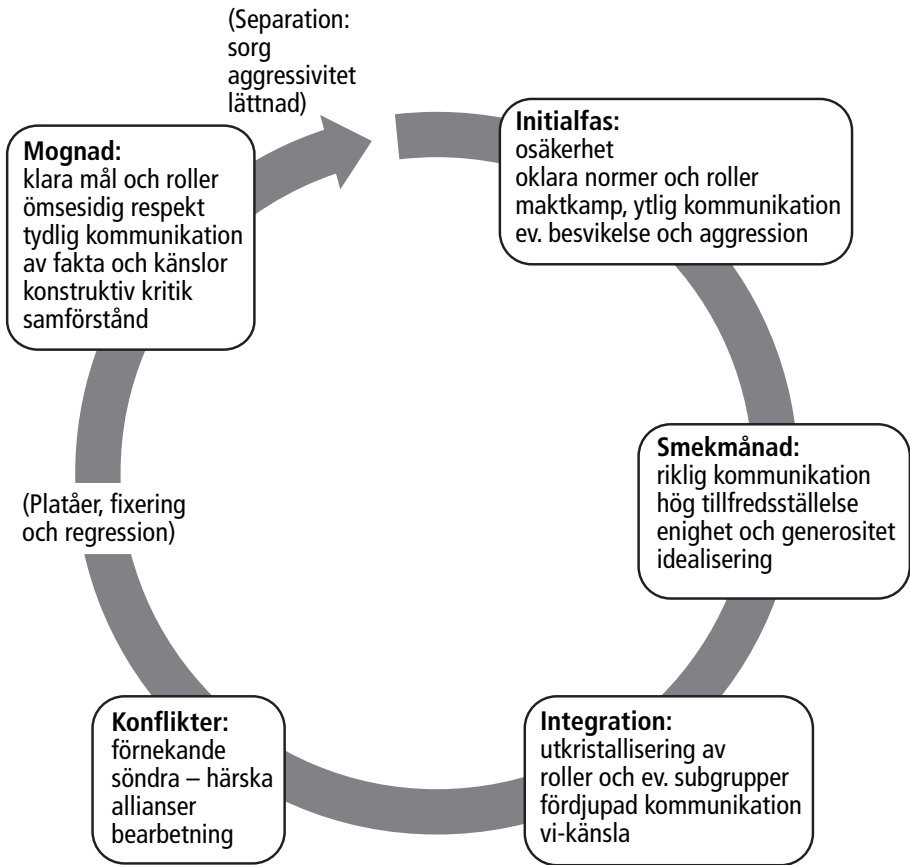 (Separation:
sorg
aggressivitet
lättnad)
Initialfas:
osäkerhet
oklara normer och roller
maktkamp, ytlig kommunikation
ev. besvikelse och aggression
Smekmånad:
riklig kommunikation
hög tillfredsställelse
enighet och generositet
idealisering
Integration:
utkristallisering av
roller och ev. subgrupper
fördjupad kommunikation
vi-känsla
Konflikter:
förnekande
söndra – härska
allianser
bearbetning
(Platåer, fixering
och regression)
Mognad:
klara mål och roller
ömsesidig respekt
tydlig kommunikation
av fakta och känslor
konstruktiv kritik
samförstånd